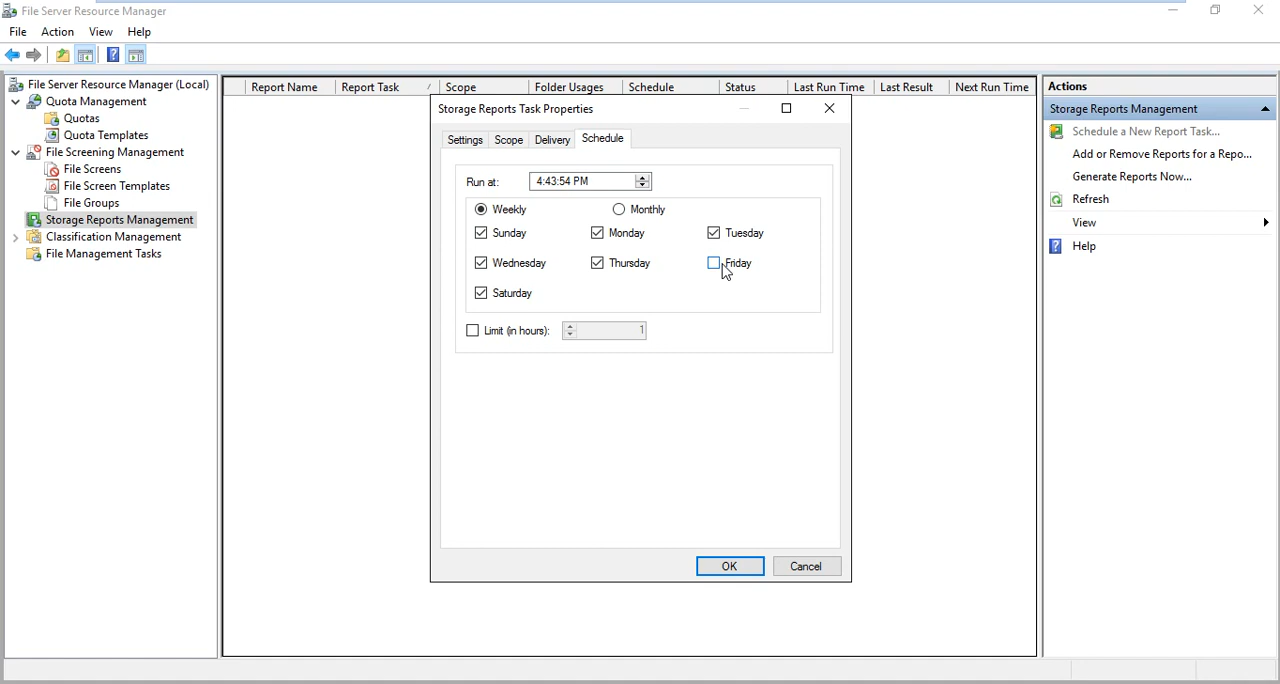 File Server Resource Manager
File Action View Help
File Server Resource Manager (Local)
Quota Management
Quotas
Quota Templates
File Screening Management
File Screens
File Screen Templates
File Groups
Storage Reports Management
Classification Management
File Management Tasks
Report Name Report Task Scope Folder Usages Schedule Status Last Run Time Last Result Next Run Time
Storage Reports Task Properties
Settings Scope Delivery Schedule
Run at: 4:43:54 PM
Weekly Monthly
Sunday Monday Tuesday
Wednesday Thursday Friday
Saturday
Limit (in hours): 1
OK Cancel
Actions
Storage Reports Management
Schedule a New Report Task...
Add or Remove Reports for a Repo...
Generate Reports Now...
Refresh
View
Help